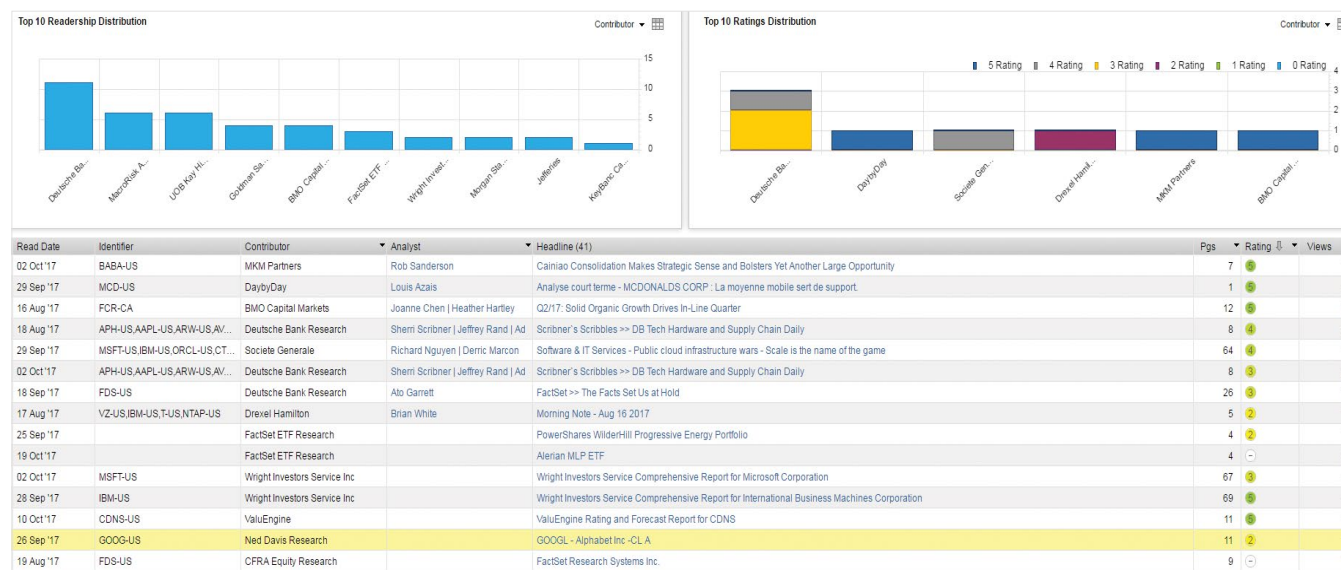 Top 10 Readership Distribution
Contributor
15
10
5
0
Deutsche Ba...
MacroRisk A...
UOB Kay Hi...
Goldman Sa...
BMO Capital ...
FactSet ETF ...
Wright Invest...
Morgan Sta...
Jefferies
KeyBanc Ca...
Top 10 Ratings Distribution
Contributor
5 Rating 4 Rating 3 Rating 2 Rating 1 Rating 0 Rating
4
3
2
1
0
Deutsche Ba...
DaybyDay
Societe Gen...
Drexel Hamil...
MKM Partners
BMO Capital ...
Read Date Identifier Contributor Analyst Headline (41) Pgs Rating Views
02 Oct '17 BABA-US MKM Partners Rob Sanderson Cainiao Consolidation Makes Strategic Sense and Bolsters Yet Another Large Opportunity 7 5
29 Sep '17 MCD-US DaybyDay Louis Azais Analyse court terme - MCDONALDS CORP : La moyenne mobile sert de support. 1 5
16 Aug '17 FCR-CA BMO Capital Markets Joanne Chen | Heather Hartley Q2/17: Solid Organic Growth Drives In-Line Quarter 12 5
18 Aug '17 APH-US,AAPL-US,ARW-US,AV... Deutsche Bank Research Sherri Scribner | Jeffrey Rand | Ad Scribner's Scribbles >> DB Tech Hardware and Supply Chain Daily 8 4
29 Sep '17 MSFT-US,IBM-US,ORCL-US,CT... Societe Generale Richard Nguyen | Derric Marcon Software & IT Services - Public cloud infrastructure wars - Scale is the name of the game 64 4
02 Oct '17 APH-US,AAPL-US,ARW-US,AV... Deutsche Bank Research Sherri Scribner | Jeffrey Rand | Ad Scribner's Scribbles >> DB Tech Hardware and Supply Chain Daily 8 3
18 Sep '17 FDS-US Deutsche Bank Research Ato Garrett FactSet >> The Facts Set Us at Hold 26 3
17 Aug '17 VZ-US,IBM-US,T-US,NTAP-US Drexel Hamilton Brian White Morning Note - Aug 16 2017 5 2
25 Sep '17 FactSet ETF Research PowerShares WilderHill Progressive Energy Portfolio 4 2
19 Oct '17 FactSet ETF Research Alerian MLP ETF 4 -
02 Oct '17 MSFT-US Wright Investors Service Inc Wright Investors Service Comprehensive Report for Microsoft Corporation 67 3
28 Sep '17 IBM-US Wright Investors Service Inc Wright Investors Service Comprehensive Report for International Business Machines Corporation 69 5
10 Oct '17 CDNS-US ValuEngine ValuEngine Rating and Forecast Report for CDNS 11 5
26 Sep '17 GOOG-US Ned Davis Research GOOGL - Alphabet Inc -CL A 11 2
19 Aug '17 FDS-US CFRA Equity Research FactSet Research Systems Inc. 9 -